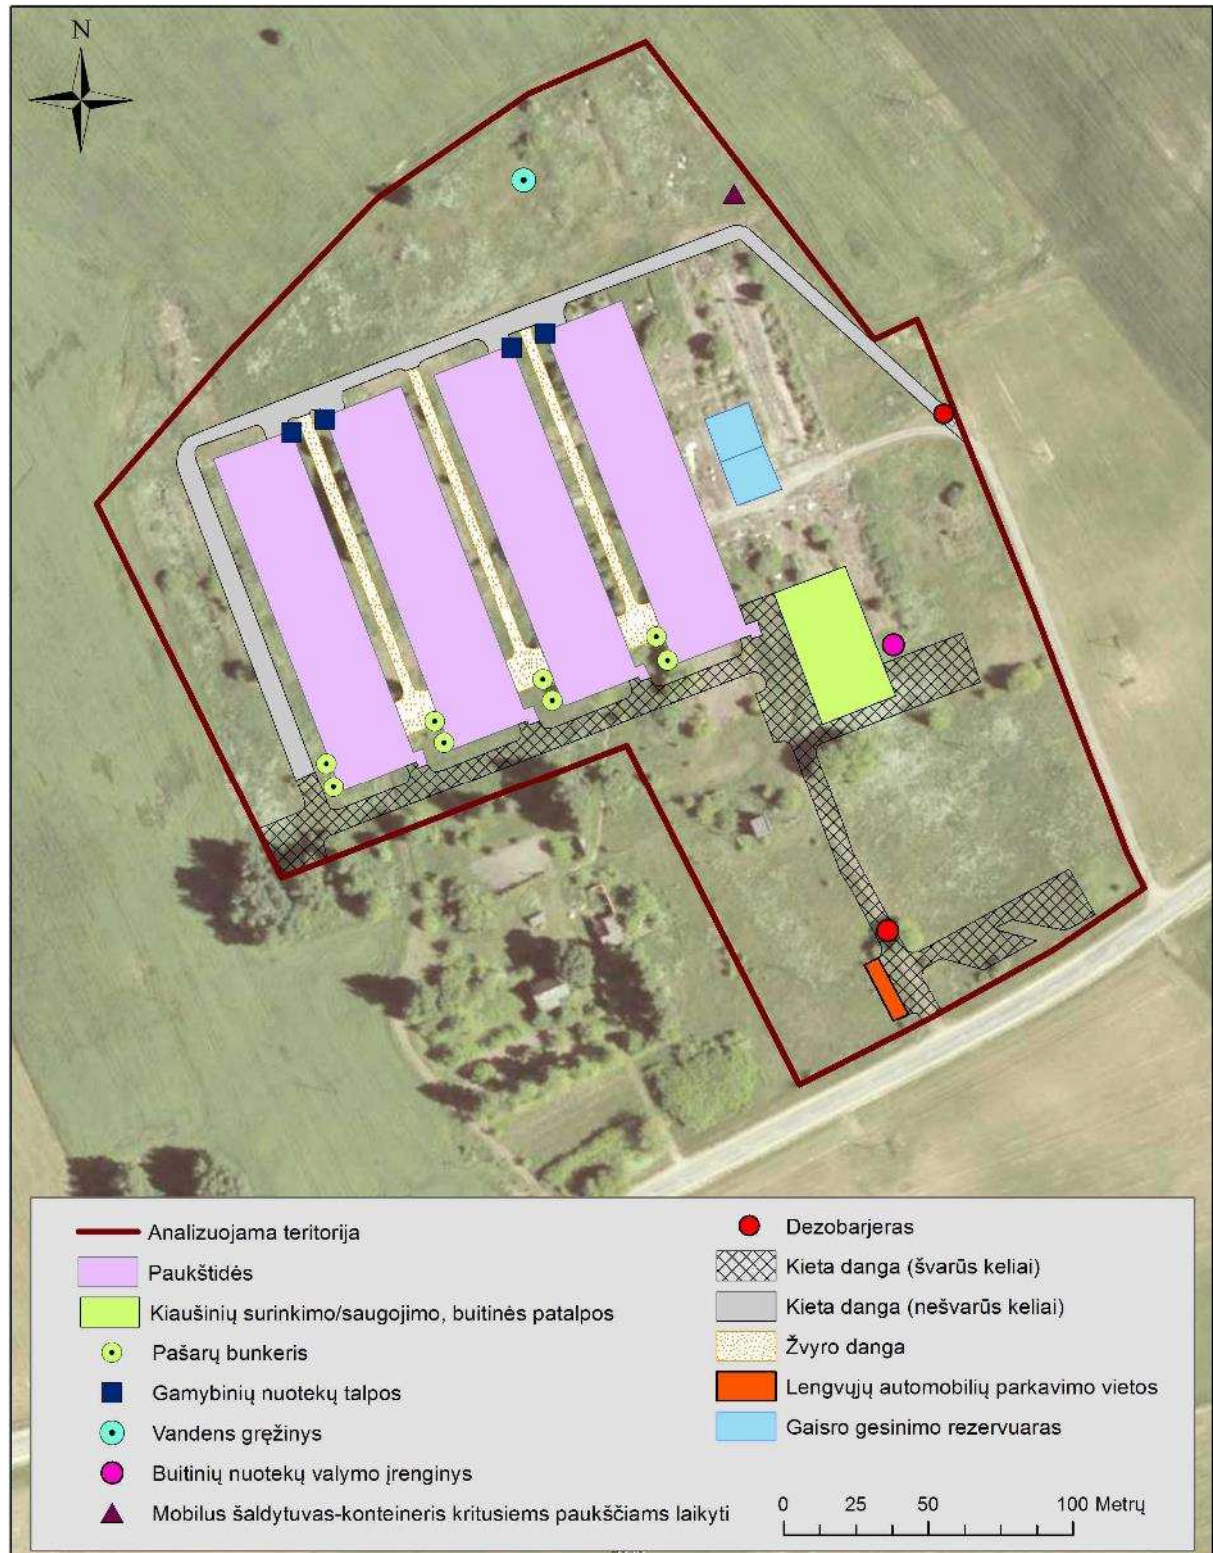 N
Analizuojama teritorija
Paukštidės
Kiaušinių surinkimo/saugojimo, buitinės patalpos
Pašarų bunkeris
Gamybinių nuotekų talpos
Vandens gręžinys
Buitinių nuotekų valymo įrenginys
Mobilus šaldytuvas-konteineris kritusiems paukščiams laikyti
Dezobarjeras
Kieta danga (švarūs keliai)
Kieta danga (nešvarūs keliai)
Žvyro danga
Lengvųjų automobilių parkavimo vietos
Gaisro gesinimo rezervuaras
0 25 50 100 Metrų